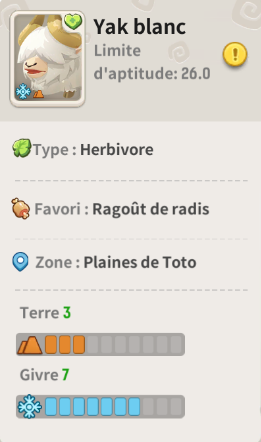 Yak blanc
Limite
d'aptitude: 26.0
Type : Herbivore
Favori : Ragoût de radis
Zone : Plaines de Toto
Terre 3
Givre 7